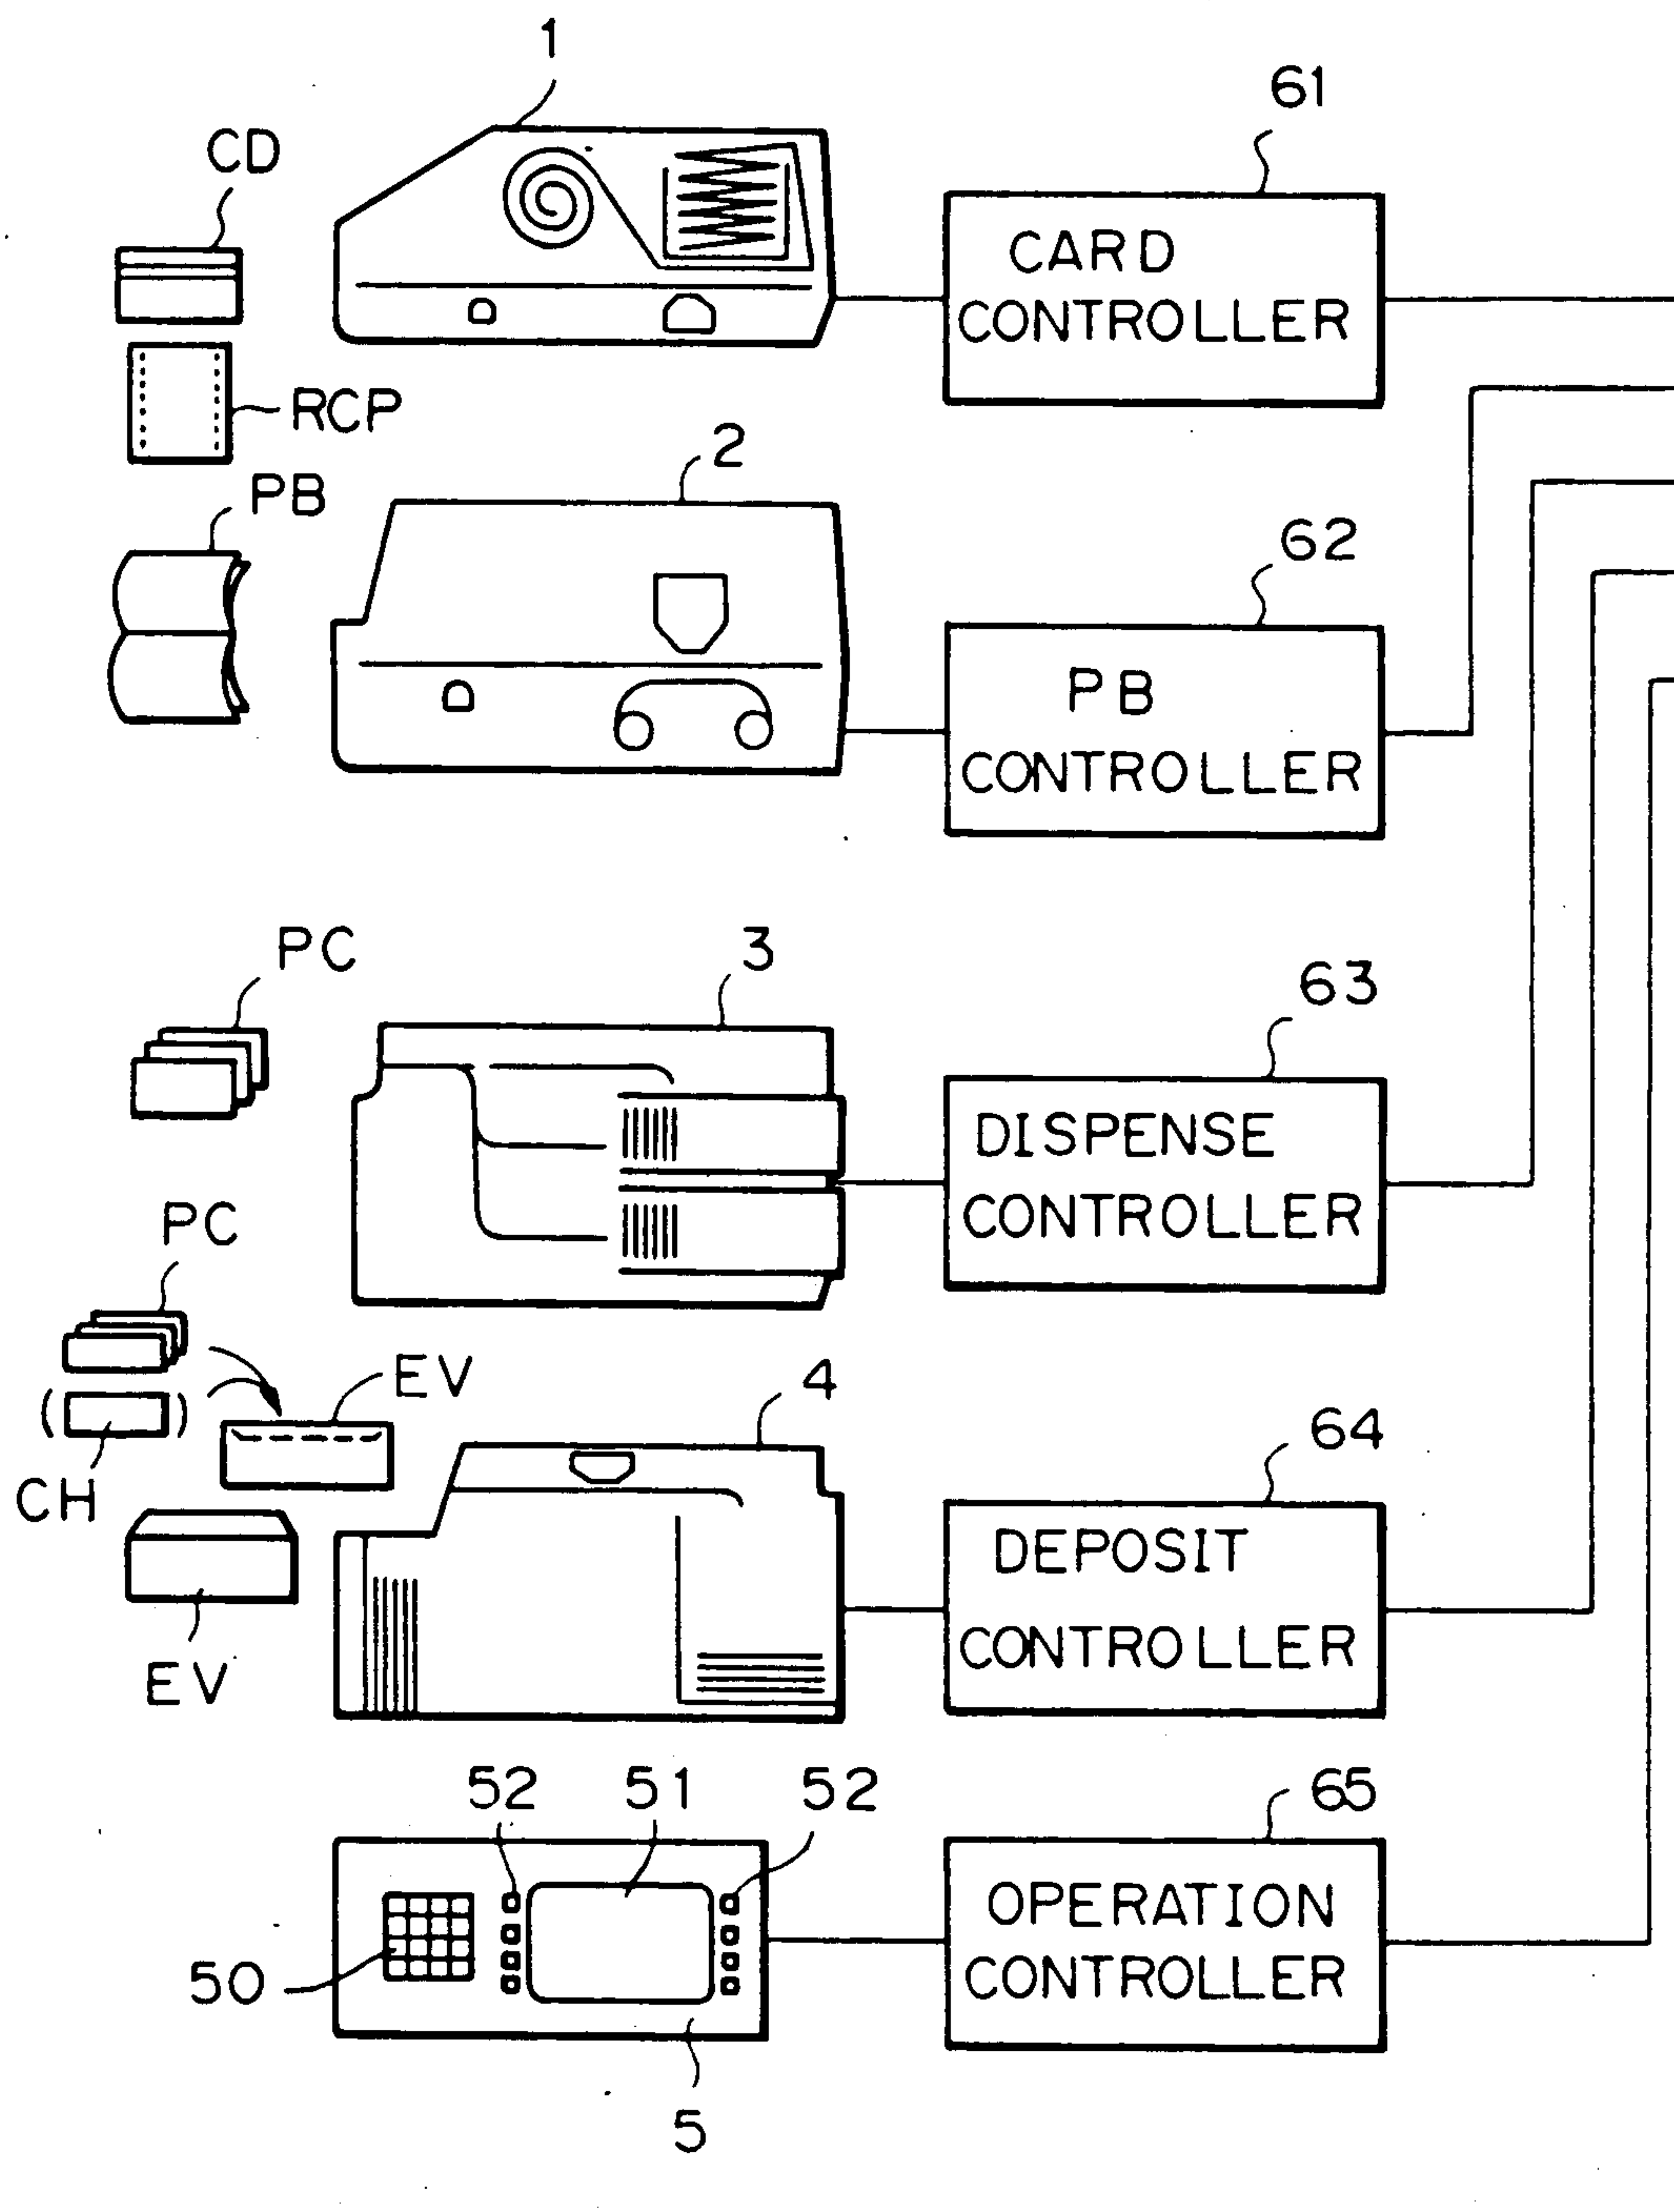 1
61
CD
CARD
CONTROLLER
RCP
2
PB
62
PB
CONTROLLER
PC
3
63
DISPENSE
CONTROLLER
PC
EV
4
64
( )
CH
DEPOSIT
CONTROLLER
EV
52 51 52
65
OPERATION
CONTROLLER
50
5